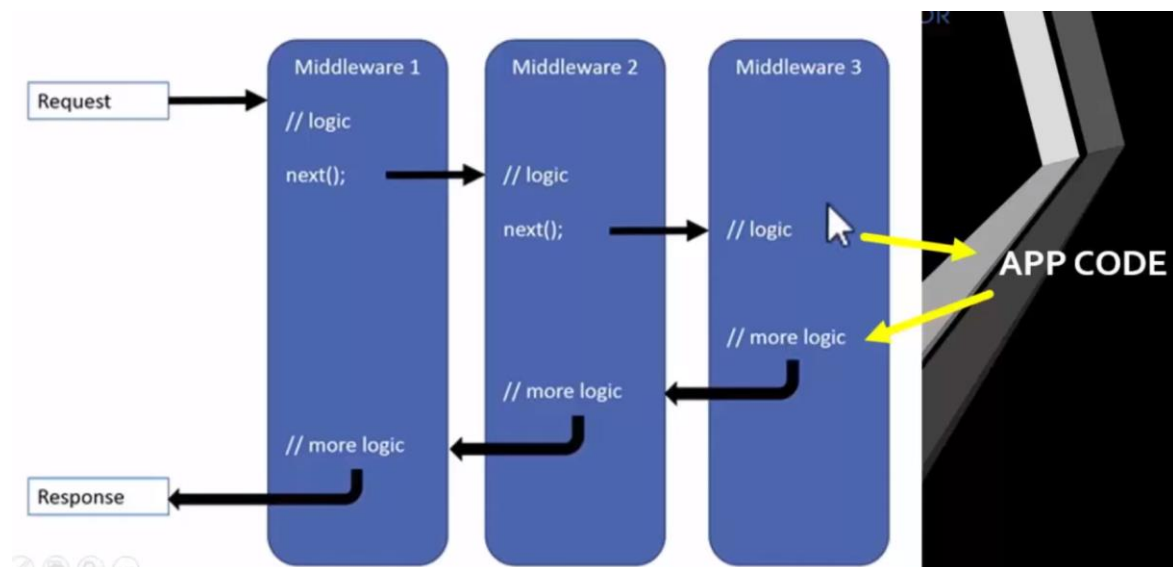 Middleware 1
Middleware 2
Middleware 3
Request
// logic
next();
// logic
next();
// logic
APP CODE
// more logic
// more logic
// more logic
Response